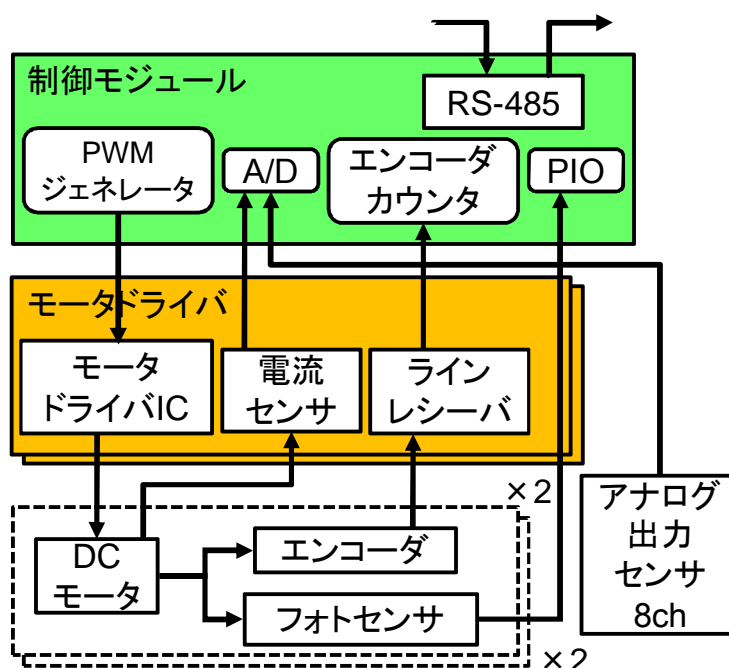 制御モジュール
RS-485
PWM
ジェネレータ
A/D
エンコーダ
カウンタ
PIO
モータドライバ
モータ
ドライバIC
電流
センサ
ライン
レシーバ
×2
DC
モータ
エンコーダ
フォトセンサ
×2
アナログ
出力
センサ
8ch